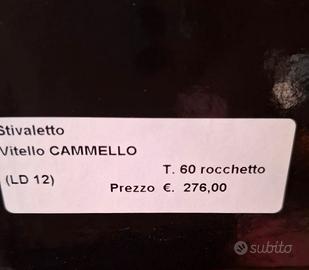 Stivaletto
Vitello CAMMELLO
T. 60 rocchetto
(LD 12)
Prezzo €. 276,00
subito